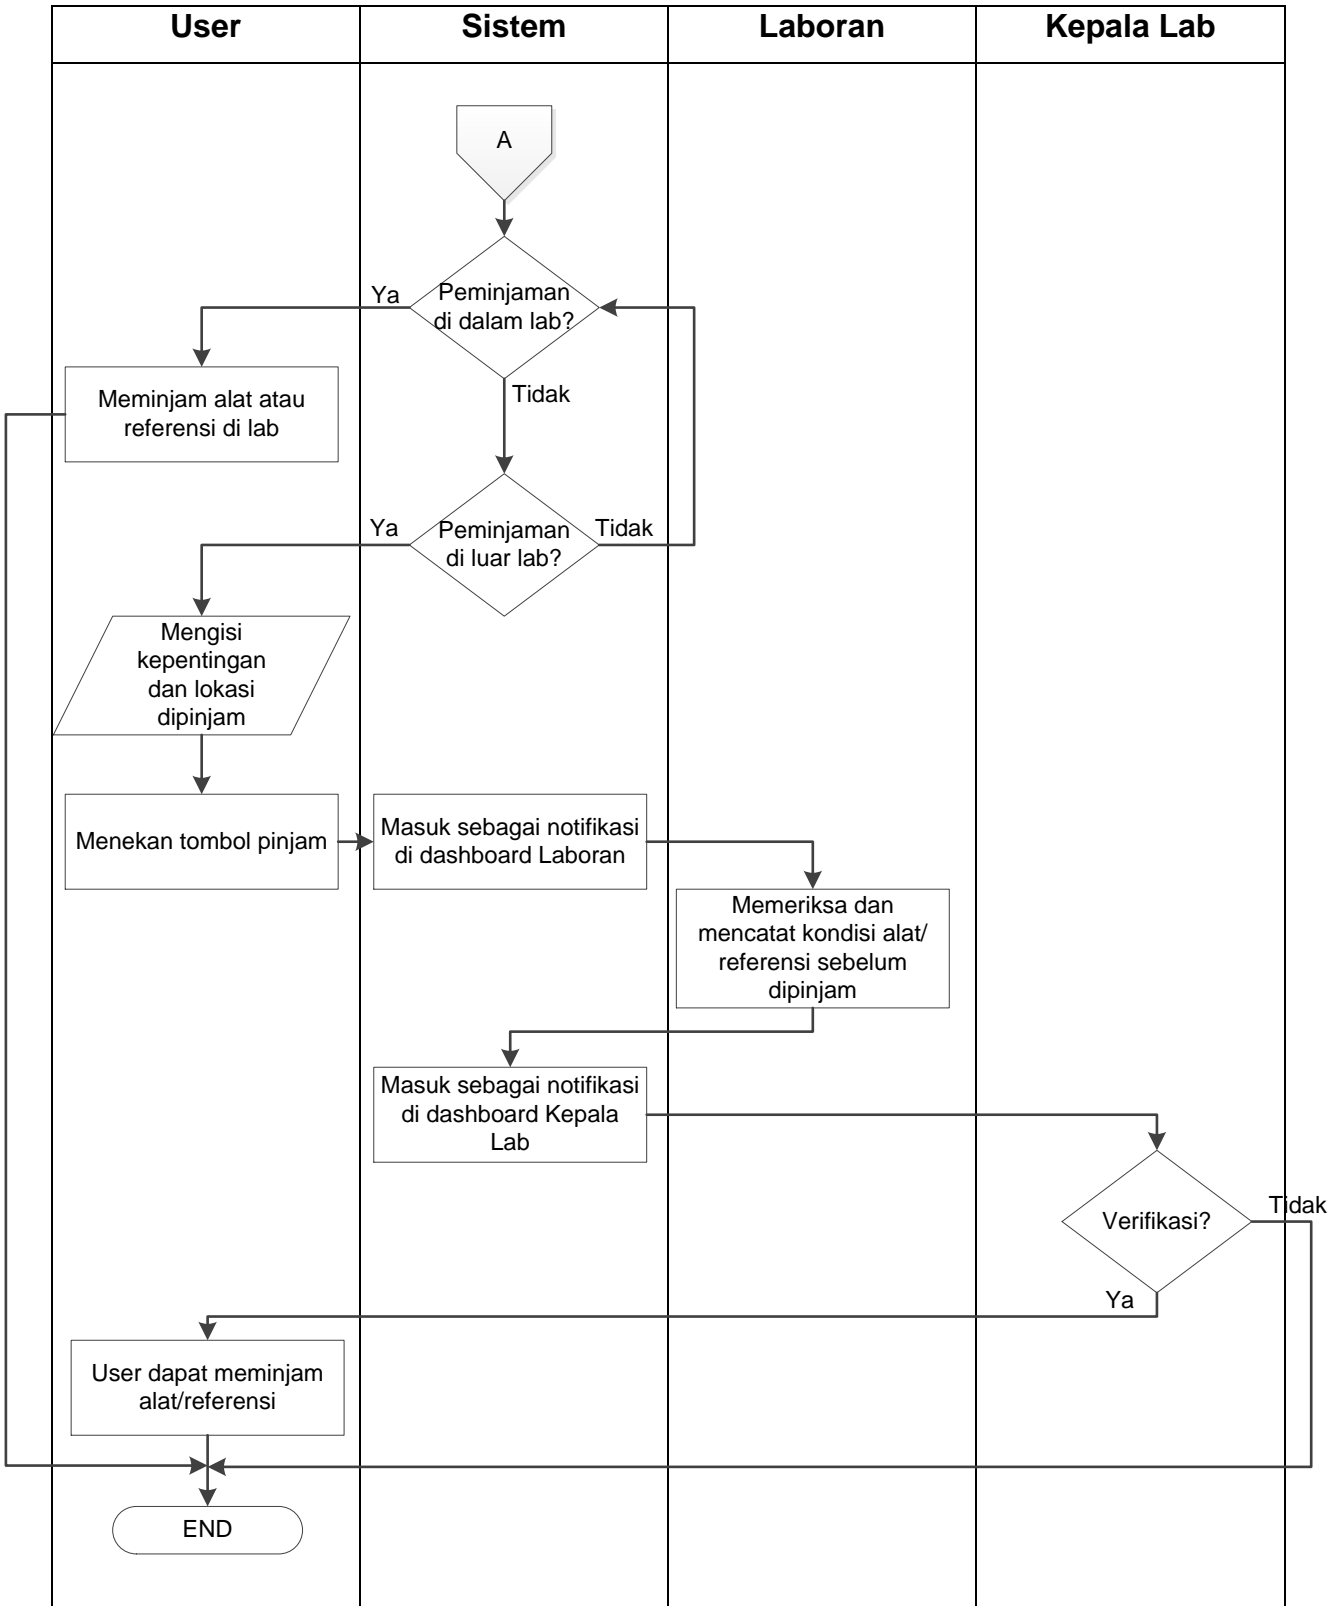 User
Sistem
Laboran
Kepala Lab
A
Ya
Peminjaman
di dalam lab?
Tidak
Meminjam alat atau
referensi di lab
Ya
Peminjaman
di luar lab?
Tidak
Mengisi
kepentingan
dan lokasi
dipinjam
Menekan tombol pinjam
Masuk sebagai notifikasi
di dashboard Laboran
Memeriksa dan
mencatat kondisi alat/
referensi sebelum
dipinjam
Masuk sebagai notifikasi
di dashboard Kepala
Lab
Verifikasi?
Tidak
Ya
User dapat meminjam
alat/referensi
END